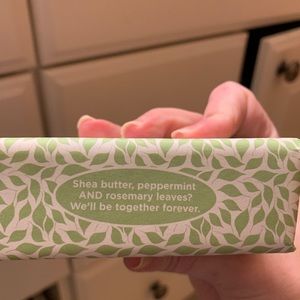 Shea butter, peppermint
AND rosemary leaves?
We'll be together forever.